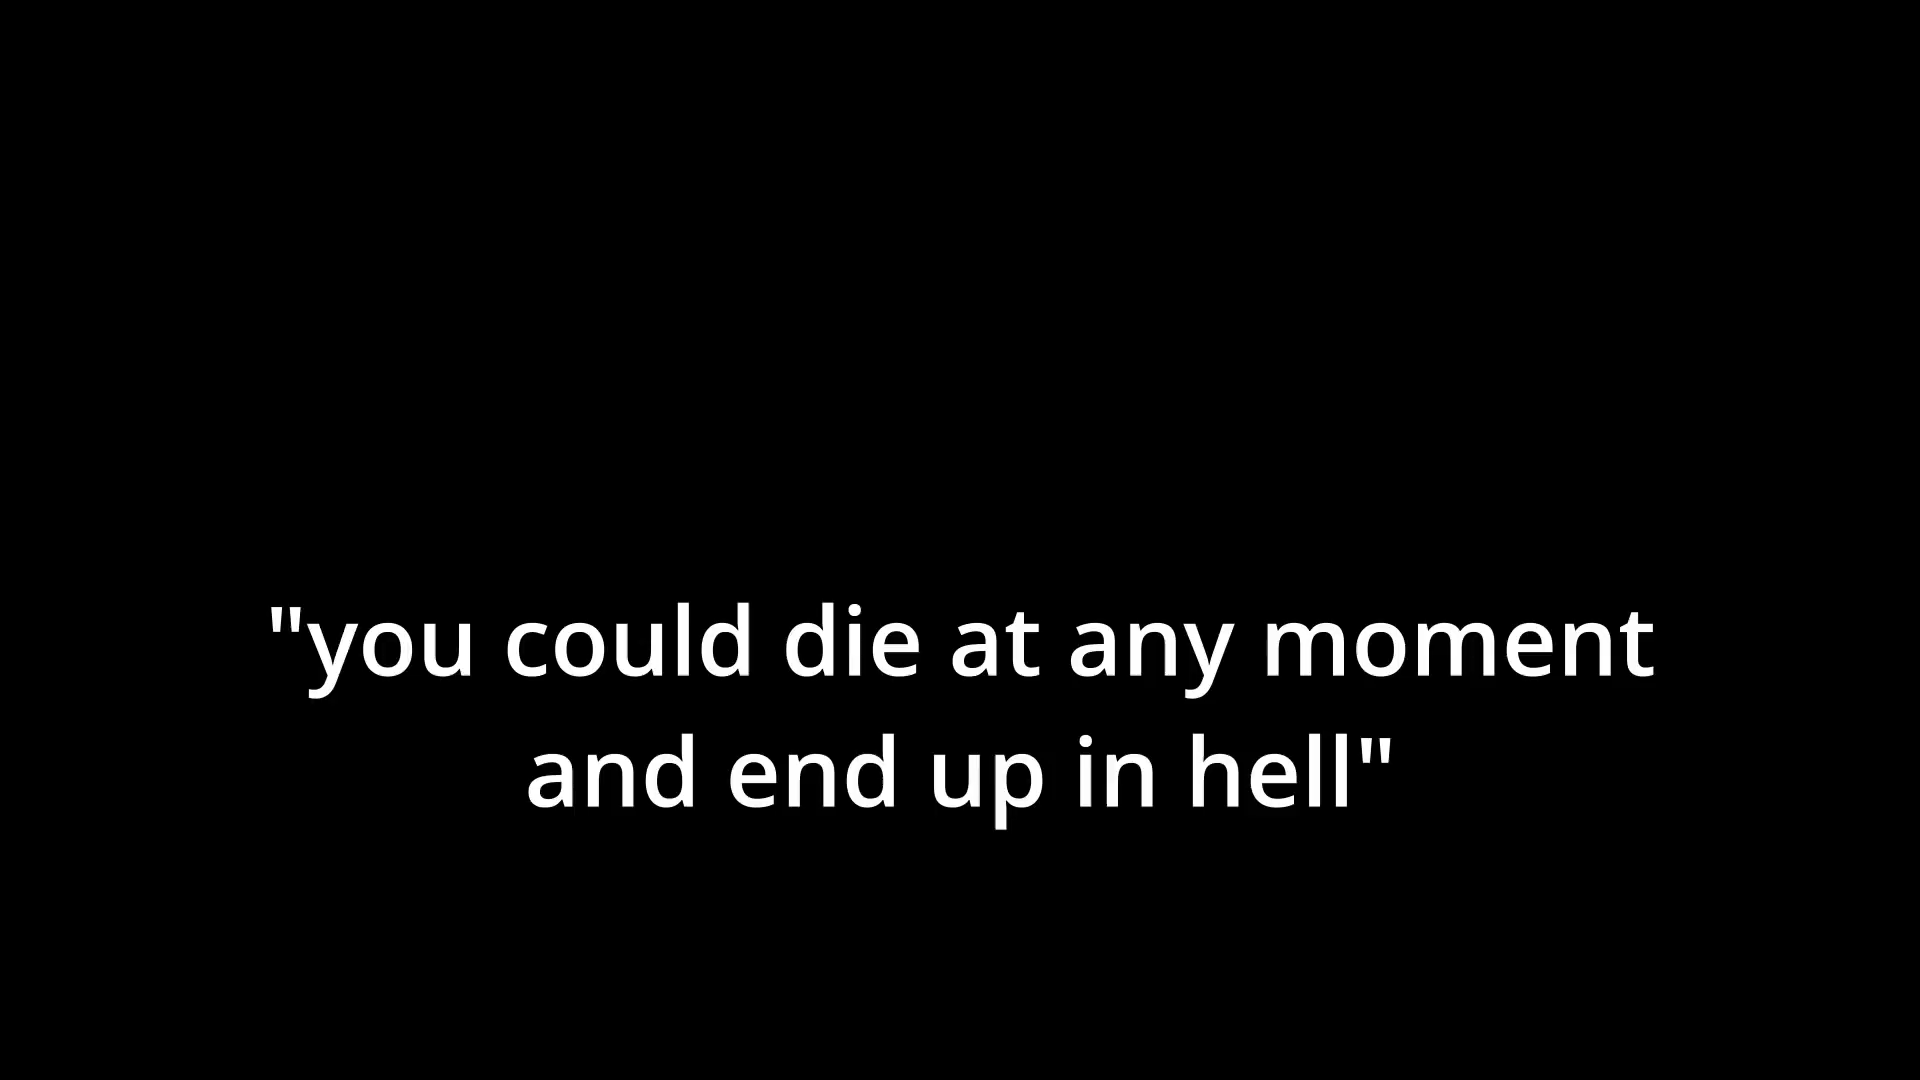 "you could die at any moment
and end up in hell"